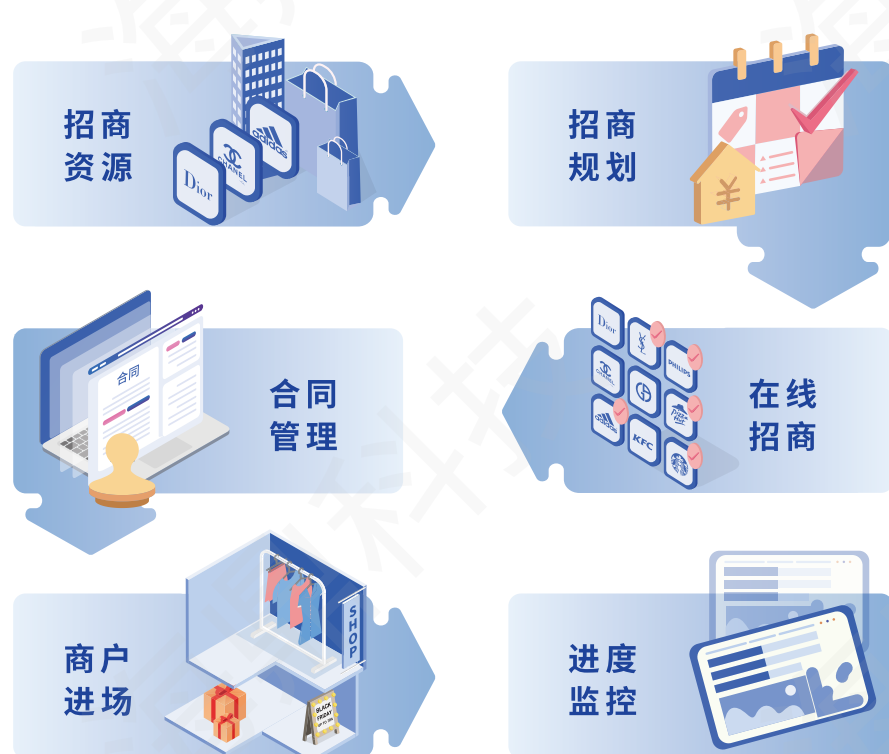 招商
资源
Dior
CHANEL
adidas
招商
规划
¥
合同
合同
管理
Dior
YSL
PHILIPS
CHANEL
Pizza Hut
adidas
KFC
在线
招商
商户
进场
SHOP
BLACK
FRIDAY
进度
监控